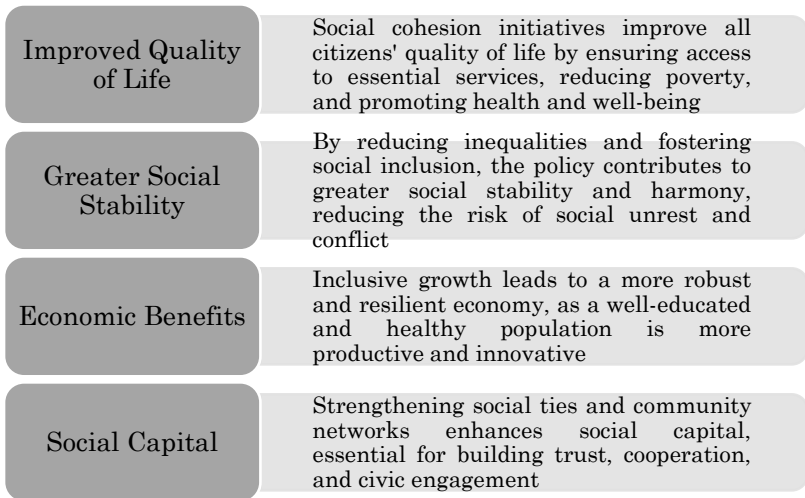 Improved Quality
of Life
Social cohesion initiatives improve all
citizens' quality of life by ensuring access
to essential services, reducing poverty,
and promoting health and well-being
Greater Social
Stability
By reducing inequalities and fostering
social inclusion, the policy contributes to
greater social stability and harmony,
reducing the risk of social unrest and
conflict
Economic Benefits
Inclusive growth leads to a more robust
and resilient economy, as a well-educated
and healthy population is more
productive and innovative
Social Capital
Strengthening social ties and community
networks enhances social capital,
essential for building trust, cooperation,
and civic engagement